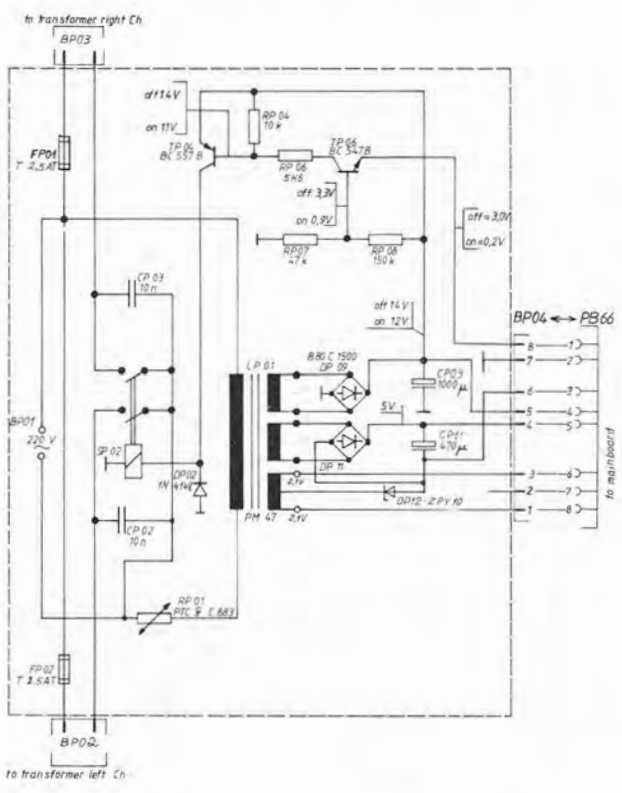 to transformer right Ch
BP03
off 14V
on 11V
RP 04
10 k
FP01
T 2,5AT
TP 04
BC 557 B
TP 06
BC 547B
RP 06
5K6
off 3,3V
on 0,9V
off = 3,0V
on = 0,2V
RP07
47 k
RP 08
150 k
CP 03
10 n
off 14 V
on 12V
BP04 ↔ PB66
8 1
7 2
6 3
5 4
4 5
3 6
2 7
1 8
LP 01
B 80 C 1500
DP 09
CP09
1000 µ
BP01
220 V
~
5V
SP 02
DP02
1N 4148
DP 11
CP11
470 µ
to mainboard
2,1V
DP12 - ZPY 10
2,1V
CP 02
10 n
PM 47
RP 01
PTC C 883
FP 02
T 2,5AT
BP02
to transformer left Ch